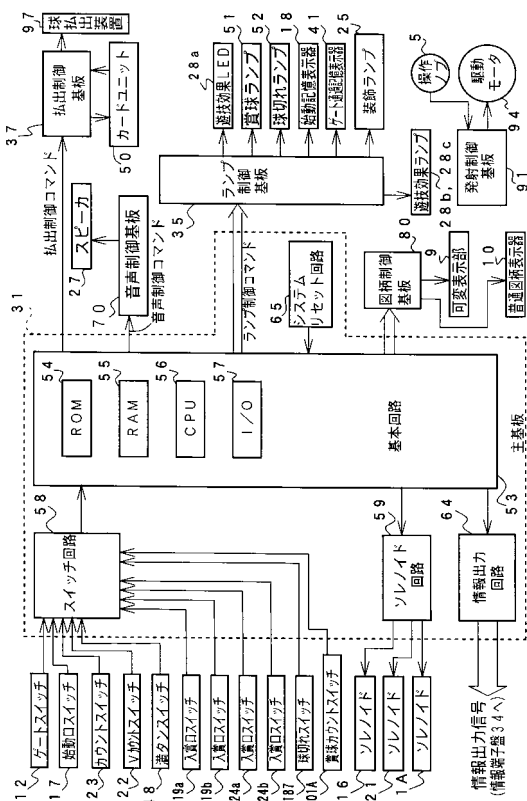 97
球払出装置
払出制御
基板
37
カードユニット
50
払出制御コマンド
スピーカ
27
音声制御基板
70
音声制御コマンド
28a
遊技効果LED
51
賞球ランプ
52
球切れランプ
18
始動記憶表示器
41
ゲート通過記憶表示器
25
装飾ランプ
ランプ
制御基板
35
遊技効果ランプ
28b, 28c
ランプ制御コマンド
5
操作
ノブ
駆動
モータ
94
発射制御
基板
91
システム
リセット回路
65
図柄制御
基板
80
可変表示部
9
普通図柄表示器
10
31
54
ROM
55
RAM
56
CPU
57
I/O
基本回路
53
主基板
58
スイッチ回路
59
ソレノイド
回路
64
情報出力
回路
12
ゲートスイッチ
17
始動口スイッチ
23
カウントスイッチ
22
Vカウントスイッチ
48
満タンスイッチ
19a
入賞口スイッチ
19b
入賞口スイッチ
24a
入賞口スイッチ
24b
入賞口スイッチ
187
球切れスイッチ
01A
賞球カウントスイッチ
16
ソレノイド
21
ソレノイド
1A
ソレノイド
情報出力信号
(情報端子盤34へ)